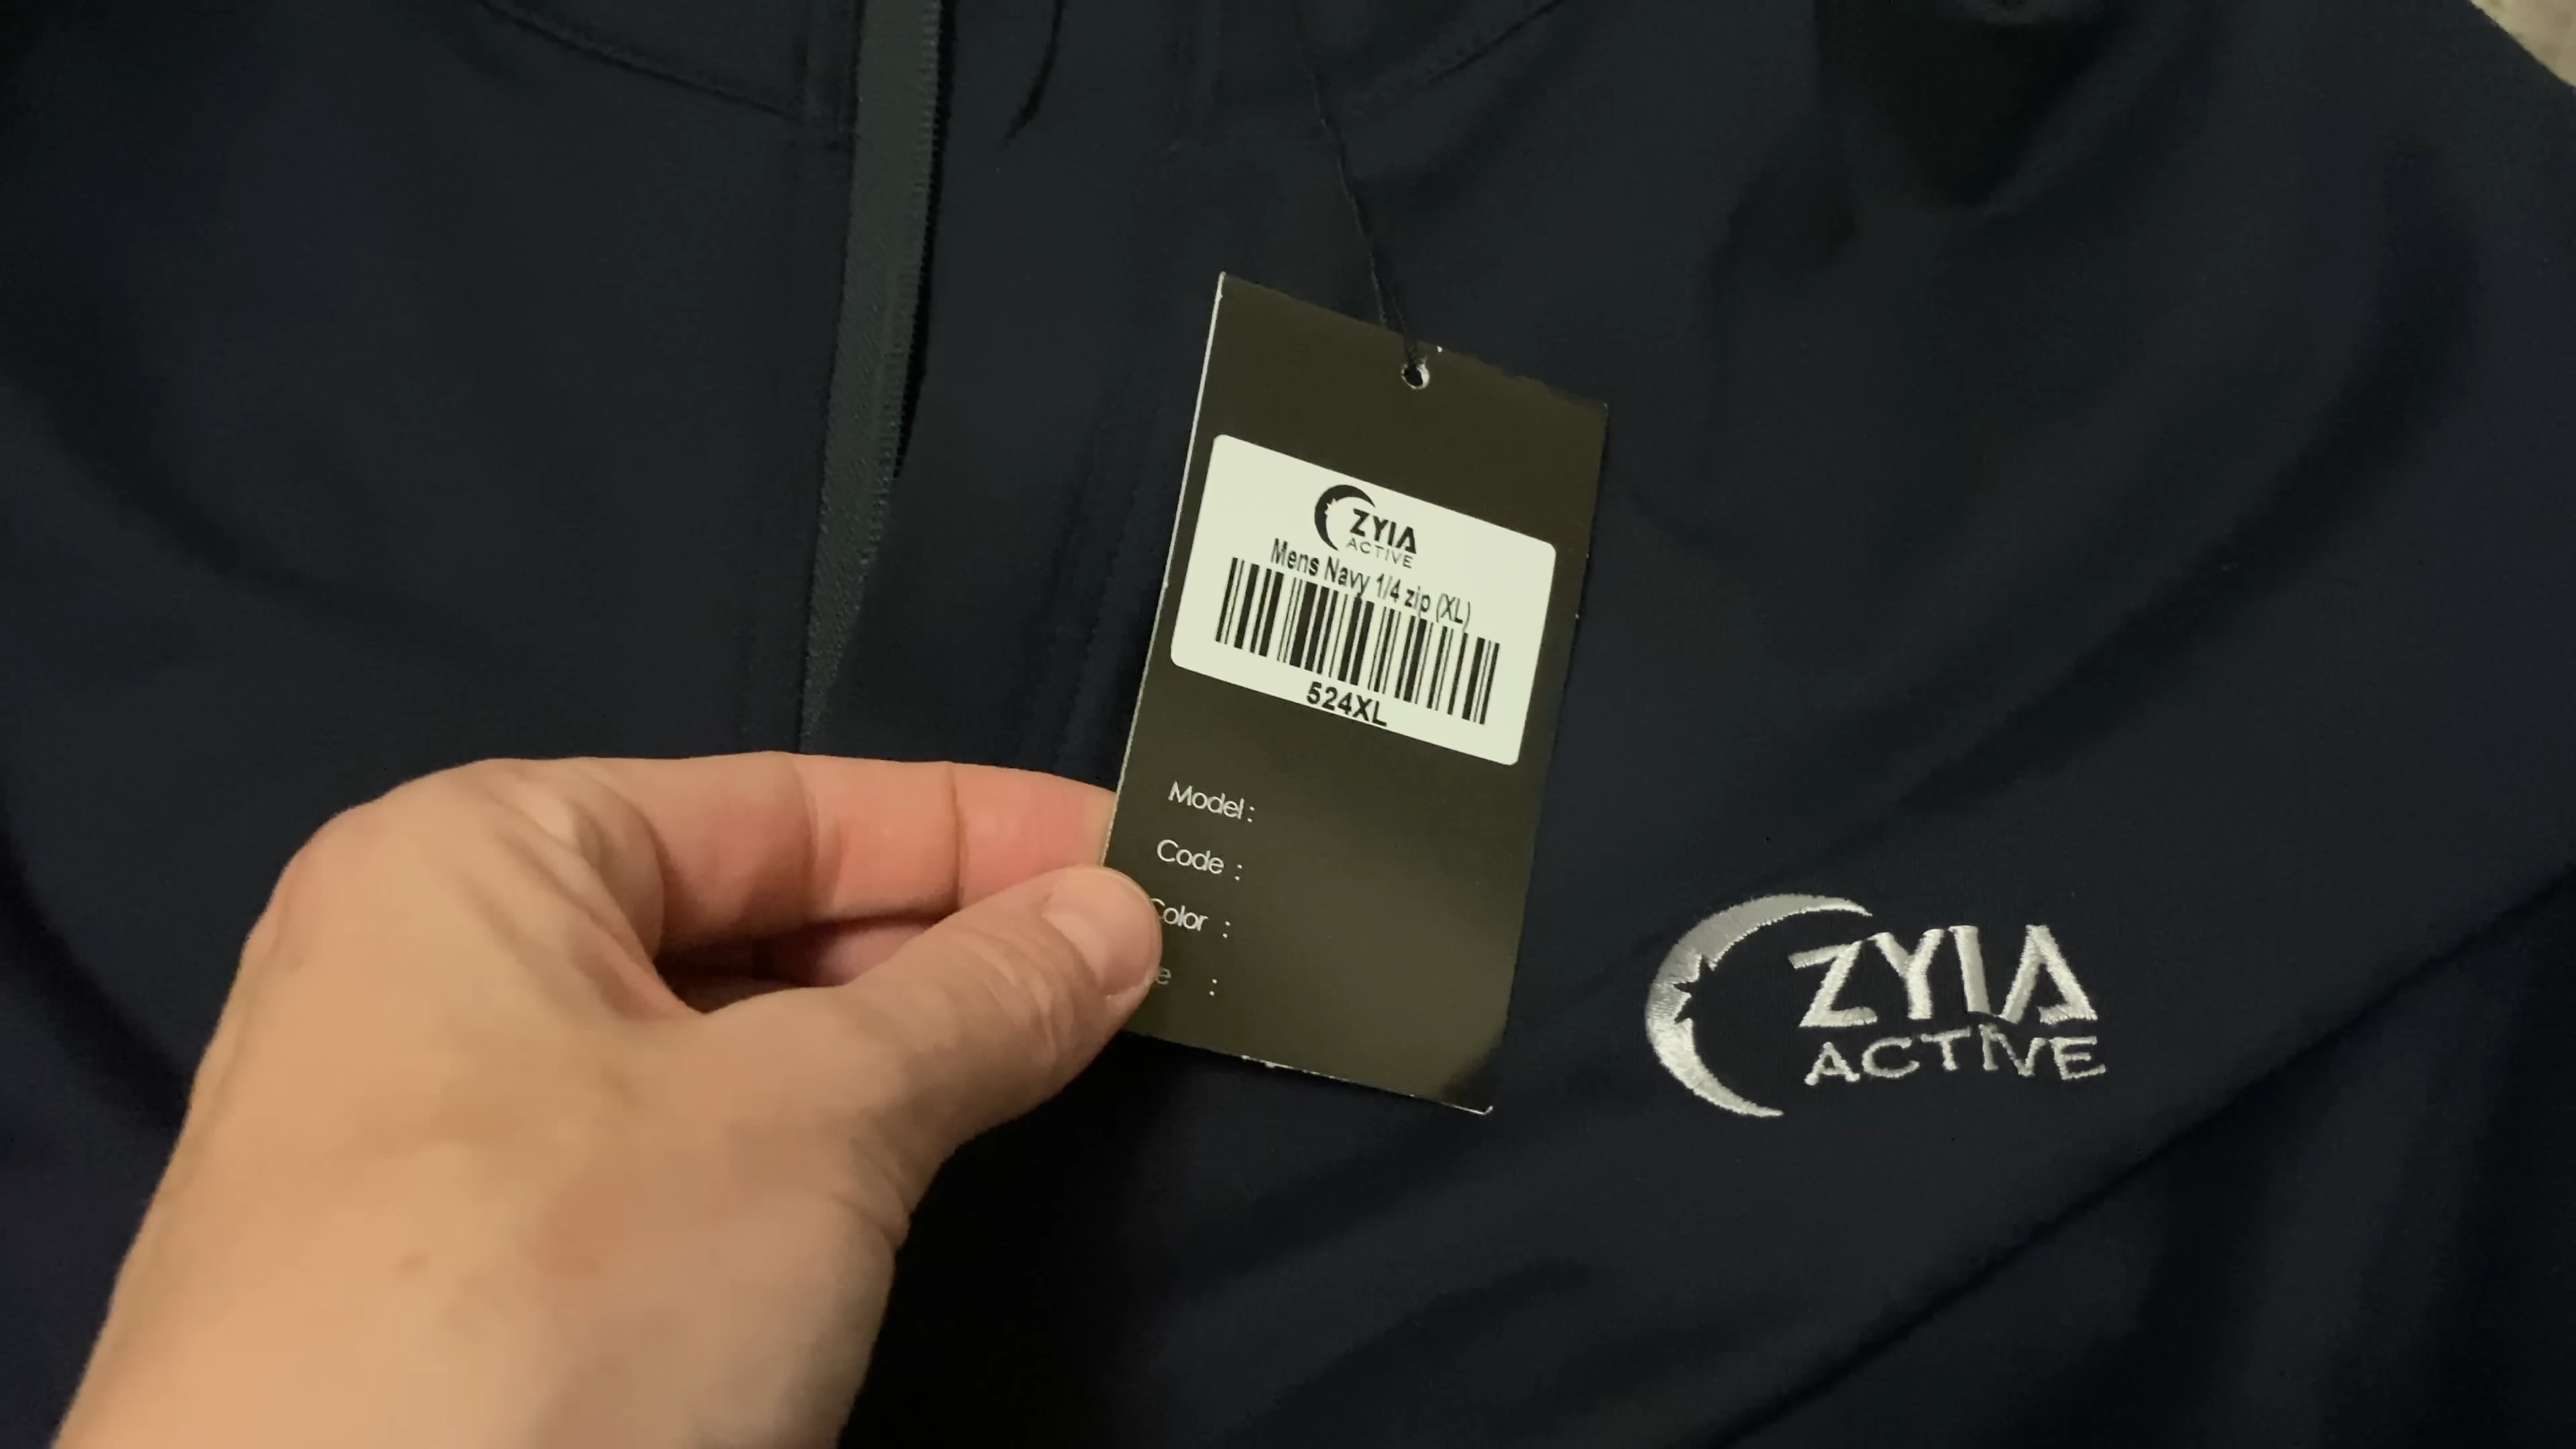 ZYIA
ACTIVE
Mens Navy 1/4 zip (XL)
524XL
Model :
Code :
Color :
e :
ZYIA
ACTIVE